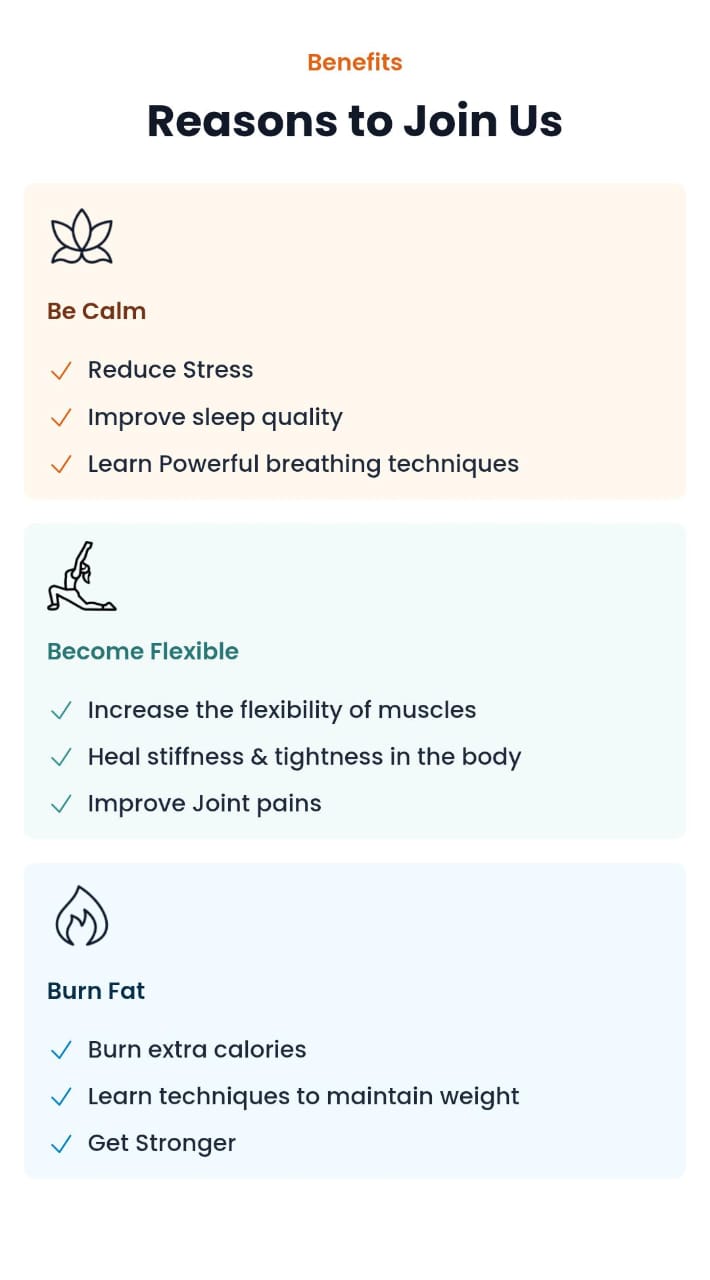 Benefits
Reasons to Join Us
Be Calm
Reduce Stress
Improve sleep quality
Learn Powerful breathing techniques
Become Flexible
Increase the flexibility of muscles
Heal stiffness & tightness in the body
Improve Joint pains
Burn Fat
Burn extra calories
Learn techniques to maintain weight
Get Stronger